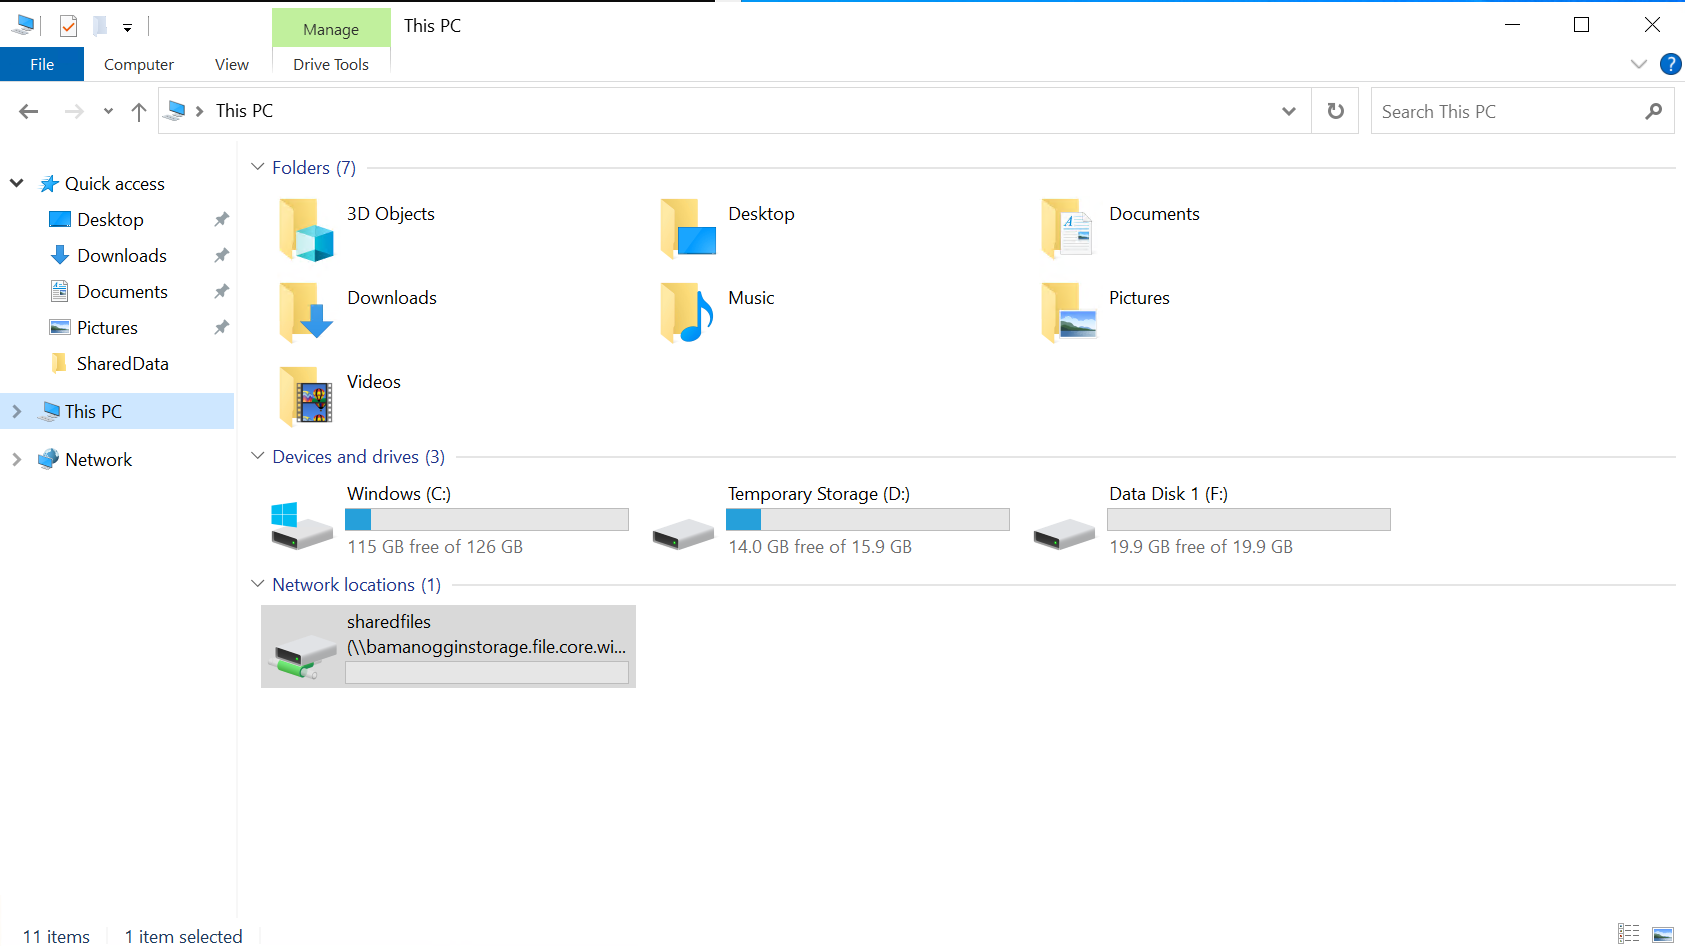 Manage
This PC
File
Computer
View
Drive Tools
?
This PC
Search This PC
Quick access
Desktop
Downloads
Documents
Pictures
SharedData
This PC
Network
Folders (7)
3D Objects
Desktop
Documents
Downloads
Music
Pictures
Videos
Devices and drives (3)
Windows (C:)
115 GB free of 126 GB
Temporary Storage (D:)
14.0 GB free of 15.9 GB
Data Disk 1 (F:)
19.9 GB free of 19.9 GB
Network locations (1)
sharedfiles
(\\bamanogginstorage.file.core.wi...
11 items
1 item selected